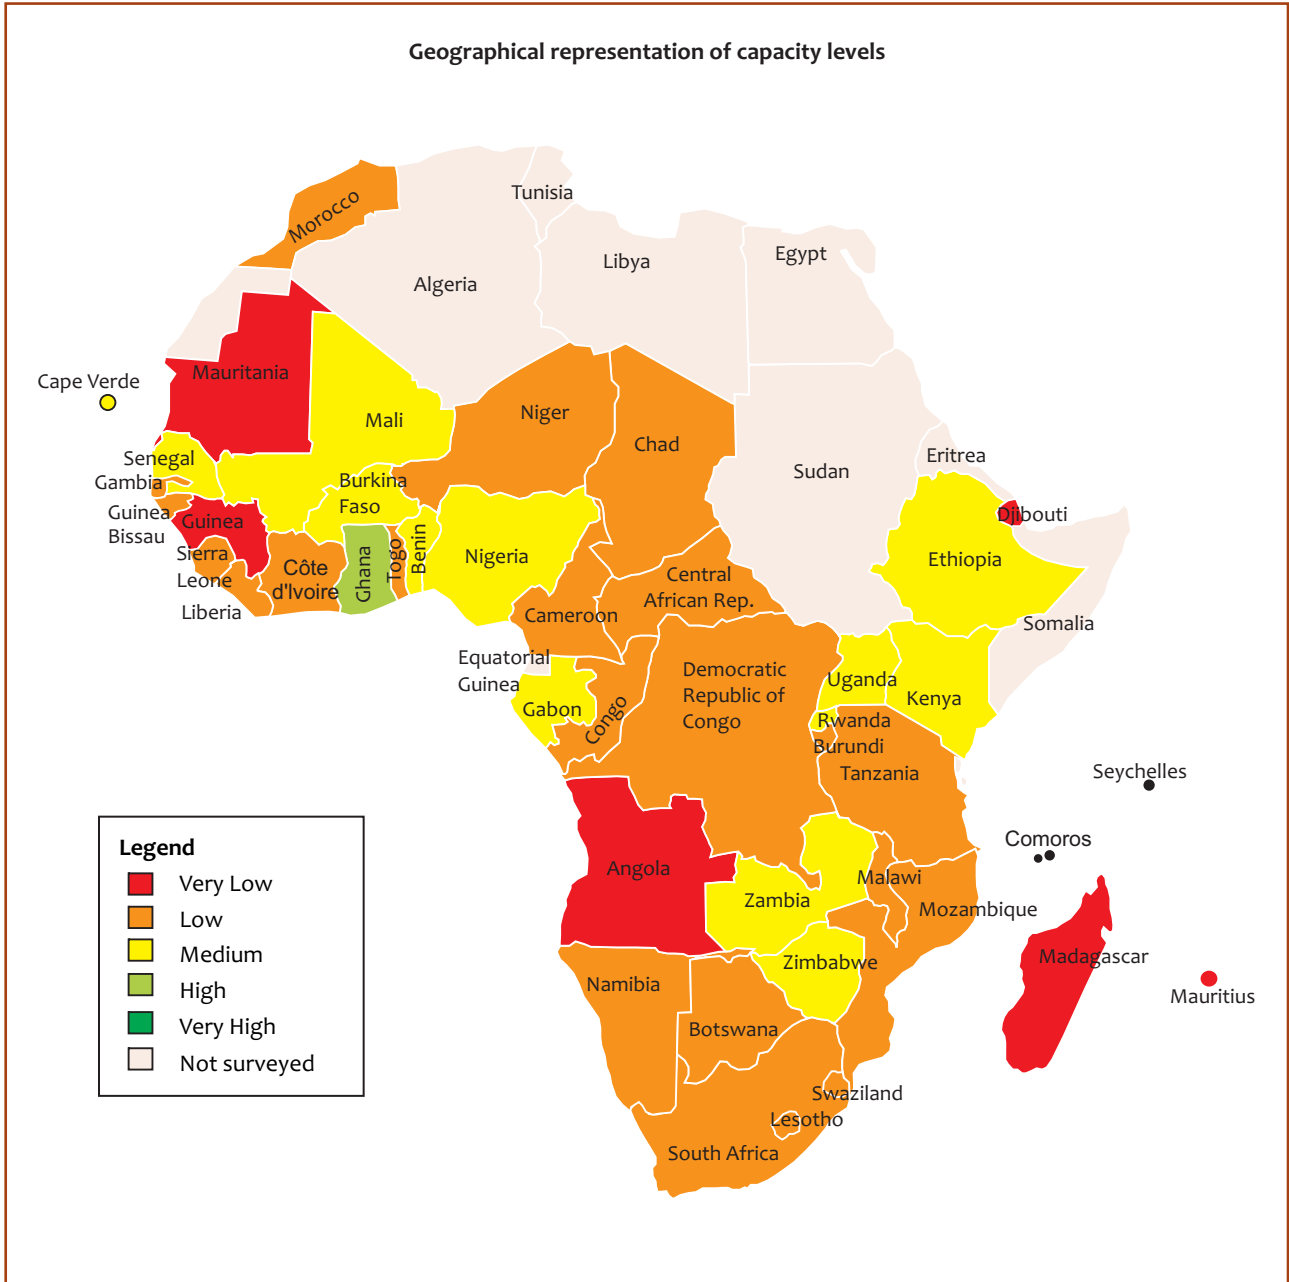 Geographical representation of capacity levels
Tunisia
Morocco
Libya
Egypt
Algeria
Mauritania
Cape Verde
Mali
Niger
Chad
Senegal
Eritrea
Sudan
Gambia
Burkina
Faso
Guinea
Bissau
Guinea
Djibouti
Sierra
Leone
Côte
d'Ivoire
Ghana
Togo
Benin
Nigeria
Ethiopia
Central
African Rep.
Liberia
Cameroon
Somalia
Equatorial
Guinea
Democratic
Republic of
Congo
Uganda
Kenya
Gabon
Congo
Rwanda
Burundi
Tanzania
Seychelles
Comoros
Angola
Malawi
Zambia
Mozambique
Madagascar
Zimbabwe
Namibia
Mauritius
Botswana
Swaziland
Lesotho
South Africa
Legend
Very Low
Low
Medium
High
Very High
Not surveyed